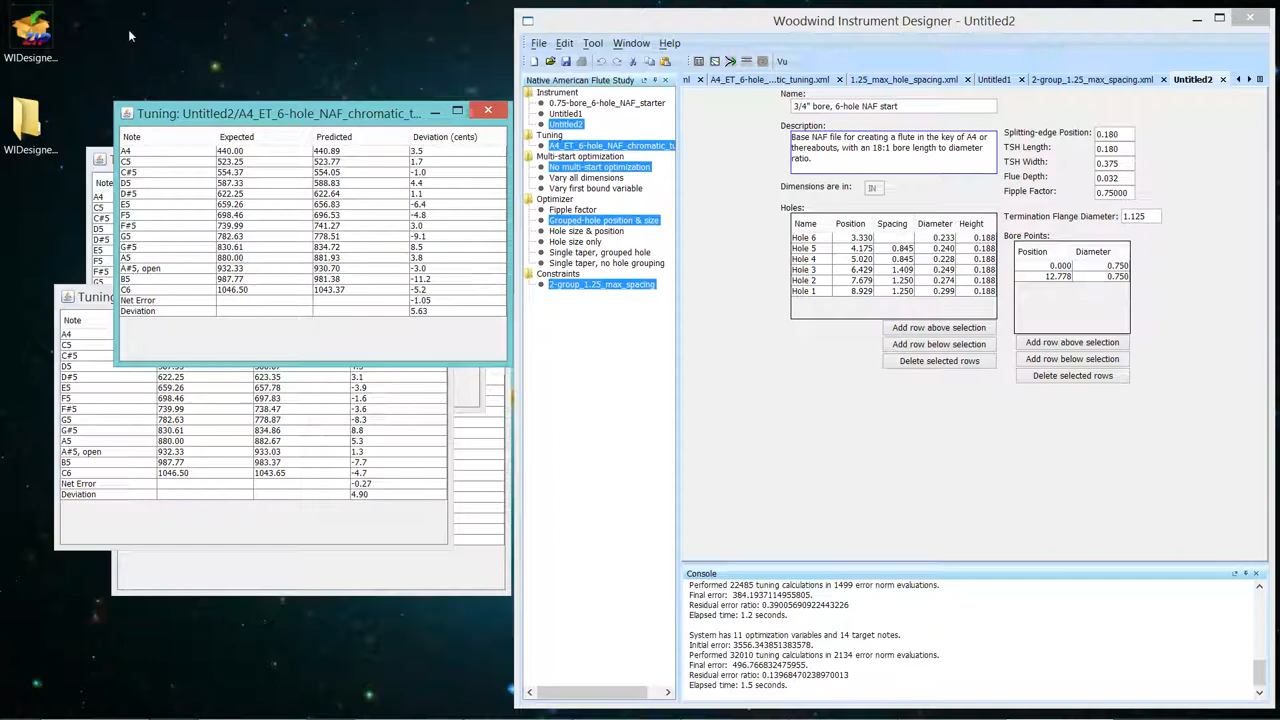 ZIP
WIDesigne...
WIDesigne...
Tuning: Untitled2/A4_ET_6-hole_NAF_chromatic_t...
Note Expected Predicted Deviation (cents)
A4 440.00 440.89 3.5
C5 523.25 523.77 1.7
C#5 554.37 554.05 -1.0
D5 587.33 588.83 4.4
D#5 622.25 622.64 1.1
E5 659.26 656.83 -6.4
F5 698.46 696.53 -4.8
F#5 739.99 741.27 3.0
G5 782.63 778.51 -9.1
G#5 830.61 834.72 8.5
A5 880.00 881.93 3.8
A#5, open 932.33 930.70 -3.0
B5 987.77 981.38 -11.2
C6 1046.50 1043.37 -5.2
Net Error -1.05
Deviation 5.63
Note
A4
C5
C#5
D5
D#5
E5
F5
Tuning
Note
A4
C5
C#5
D5
D#5 622.25 623.35 3.1
E5 659.26 657.78 -3.9
F5 698.46 697.83 -1.6
F#5 739.99 738.47 -3.6
G5 782.63 778.87 -8.3
G#5 830.61 834.86 8.8
A5 880.00 882.67 5.3
A#5, open 932.33 933.03 1.3
B5 987.77 983.37 -7.7
C6 1046.50 1043.65 -4.7
Net Error -0.27
Deviation 4.90
Woodwind Instrument Designer - Untitled2
File Edit Tool Window Help
Vu
Native American Flute Study
Instrument
0.75-bore_6-hole_NAF_starter
Untitled1
Untitled2
Tuning
A4_ET_6-hole_NAF_chromatic_tu
Multi-start optimization
No multi-start optimization
Vary all dimensions
Vary first bound variable
Optimizer
Fipple factor
Grouped-hole position & size
Hole size & position
Hole size only
Single taper, grouped hole
Single taper, no hole grouping
Constraints
2-group_1.25_max_spacing
nl A4_ET_6-hole_...tic_tuning.xml 1.25_max_hole_spacing.xml Untitled1 2-group_1.25_max_spacing.xml Untitled2
Name:
3/4" bore, 6-hole NAF start
Description:
Base NAF file for creating a flute in the key of A4 or
thereabouts, with an 18:1 bore length to diameter
ratio.
Dimensions are in: IN
Holes:
Name Position Spacing Diameter Height
Hole 6 3.330 0.233 0.188
Hole 5 4.175 0.845 0.240 0.188
Hole 4 5.020 0.845 0.228 0.188
Hole 3 6.429 1.409 0.249 0.188
Hole 2 7.679 1.250 0.274 0.188
Hole 1 8.929 1.250 0.299 0.188
Add row above selection
Add row below selection
Delete selected rows
Splitting-edge Position: 0.180
TSH Length: 0.180
TSH Width: 0.375
Flue Depth: 0.032
Fipple Factor: 0.75000
Termination Flange Diameter: 1.125
Bore Points:
Position Diameter
0.000 0.750
12.778 0.750
Add row above selection
Add row below selection
Delete selected rows
Console
Performed 22485 tuning calculations in 1499 error norm evaluations.
Final error: 384.1937114955805.
Residual error ratio: 0.39005690922443226
Elapsed time: 1.2 seconds.
System has 11 optimization variables and 14 target notes.
Initial error: 3556.343851383578.
Performed 32010 tuning calculations in 2134 error norm evaluations.
Final error: 496.766832475955.
Residual error ratio: 0.13968470238970013
Elapsed time: 1.5 seconds.